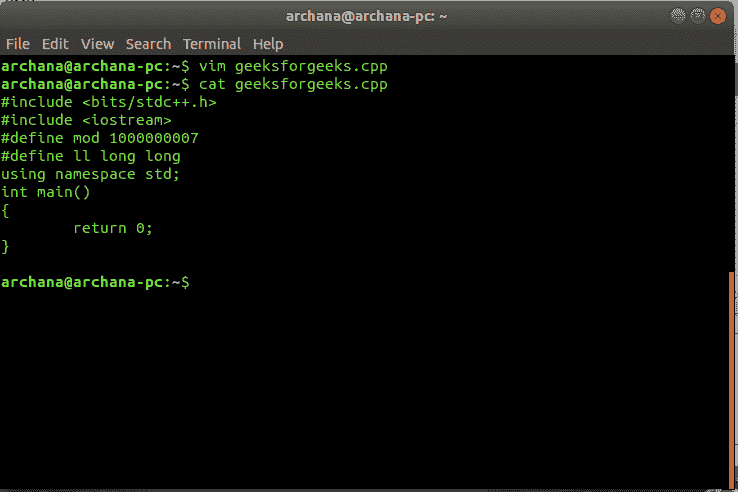 archana@archana-pc: ~
File Edit View Search Terminal Help
archana@archana-pc:~$ vim geeksforgeeks.cpp
archana@archana-pc:~$ cat geeksforgeeks.cpp
#include <bits/stdc++.h>
#include <iostream>
#define mod 1000000007
#define ll long long
using namespace std;
int main()
{
        return 0;
}
archana@archana-pc:~$